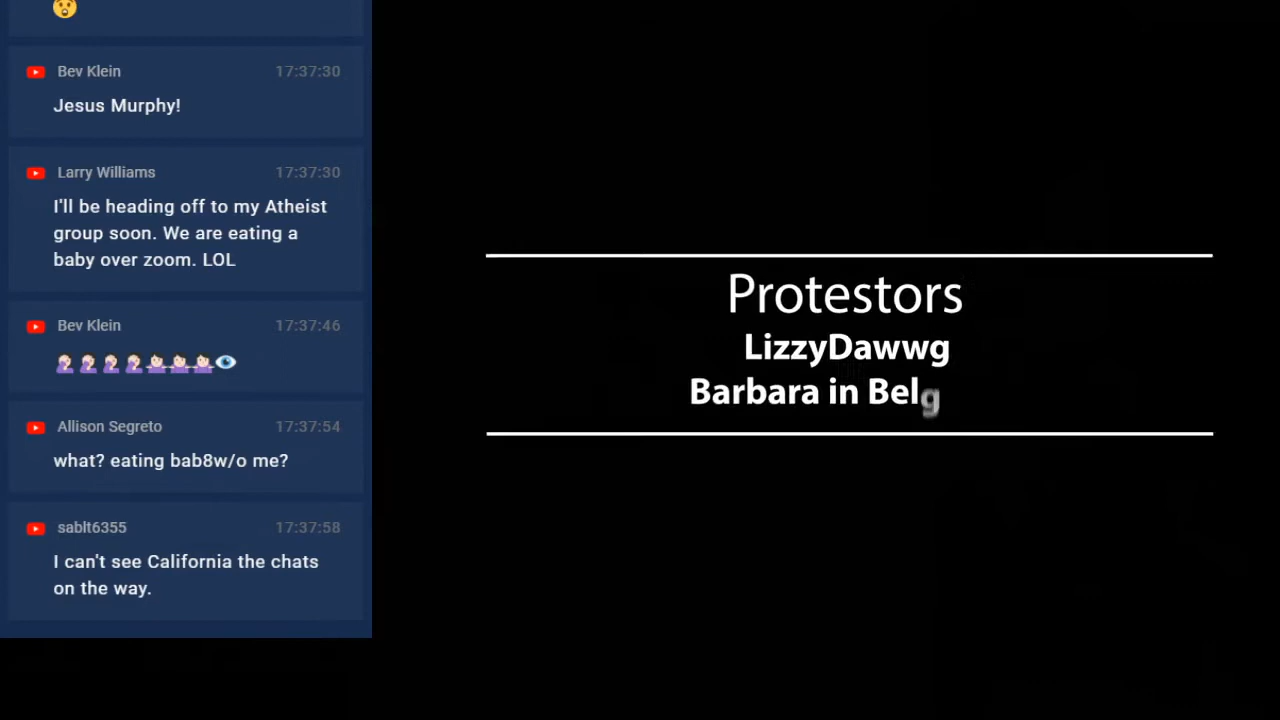 😲
Bev Klein 17:37:30
Jesus Murphy!
Larry Williams 17:37:30
I'll be heading off to my Atheist
group soon. We are eating a
baby over zoom. LOL
Bev Klein 17:37:46
🤦🏻‍♀️🤦🏻‍♀️🤦🏻‍♀️🤦🏻‍♀️🤷🏻‍♀️🤷🏻‍♀️🤷🏻‍♀️👁️
Allison Segreto 17:37:54
what? eating bab8w/o me?
sablt6355 17:37:58
I can't see California the chats
on the way.
Protestors
LizzyDawwg
Barbara in Belg